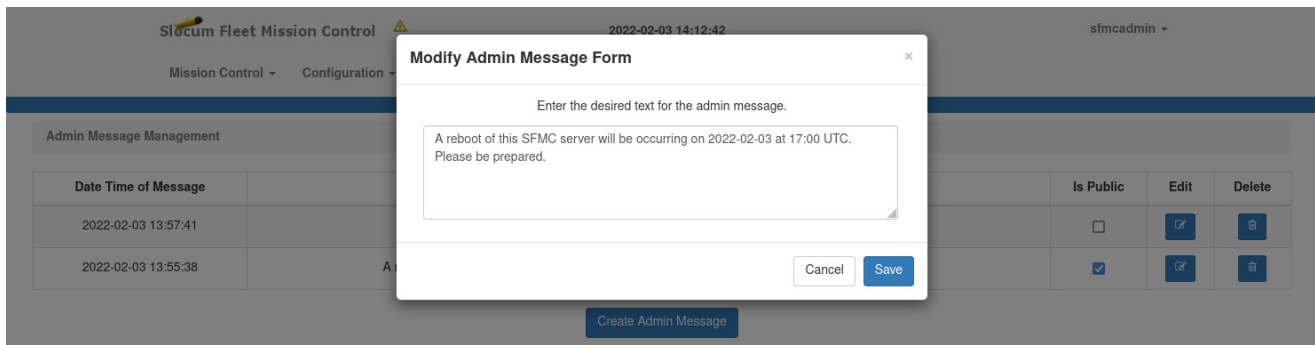 Slocum Fleet Mission Control
2022-02-03 14:12:42
sfmcadmin
Mission Control
Configuration
Modify Admin Message Form
×
Enter the desired text for the admin message.
A reboot of this SFMC server will be occurring on 2022-02-03 at 17:00 UTC.
Please be prepared.
Cancel
Save
Admin Message Management
Date Time of Message
Is Public
Edit
Delete
2022-02-03 13:57:41
2022-02-03 13:55:38
A
Create Admin Message